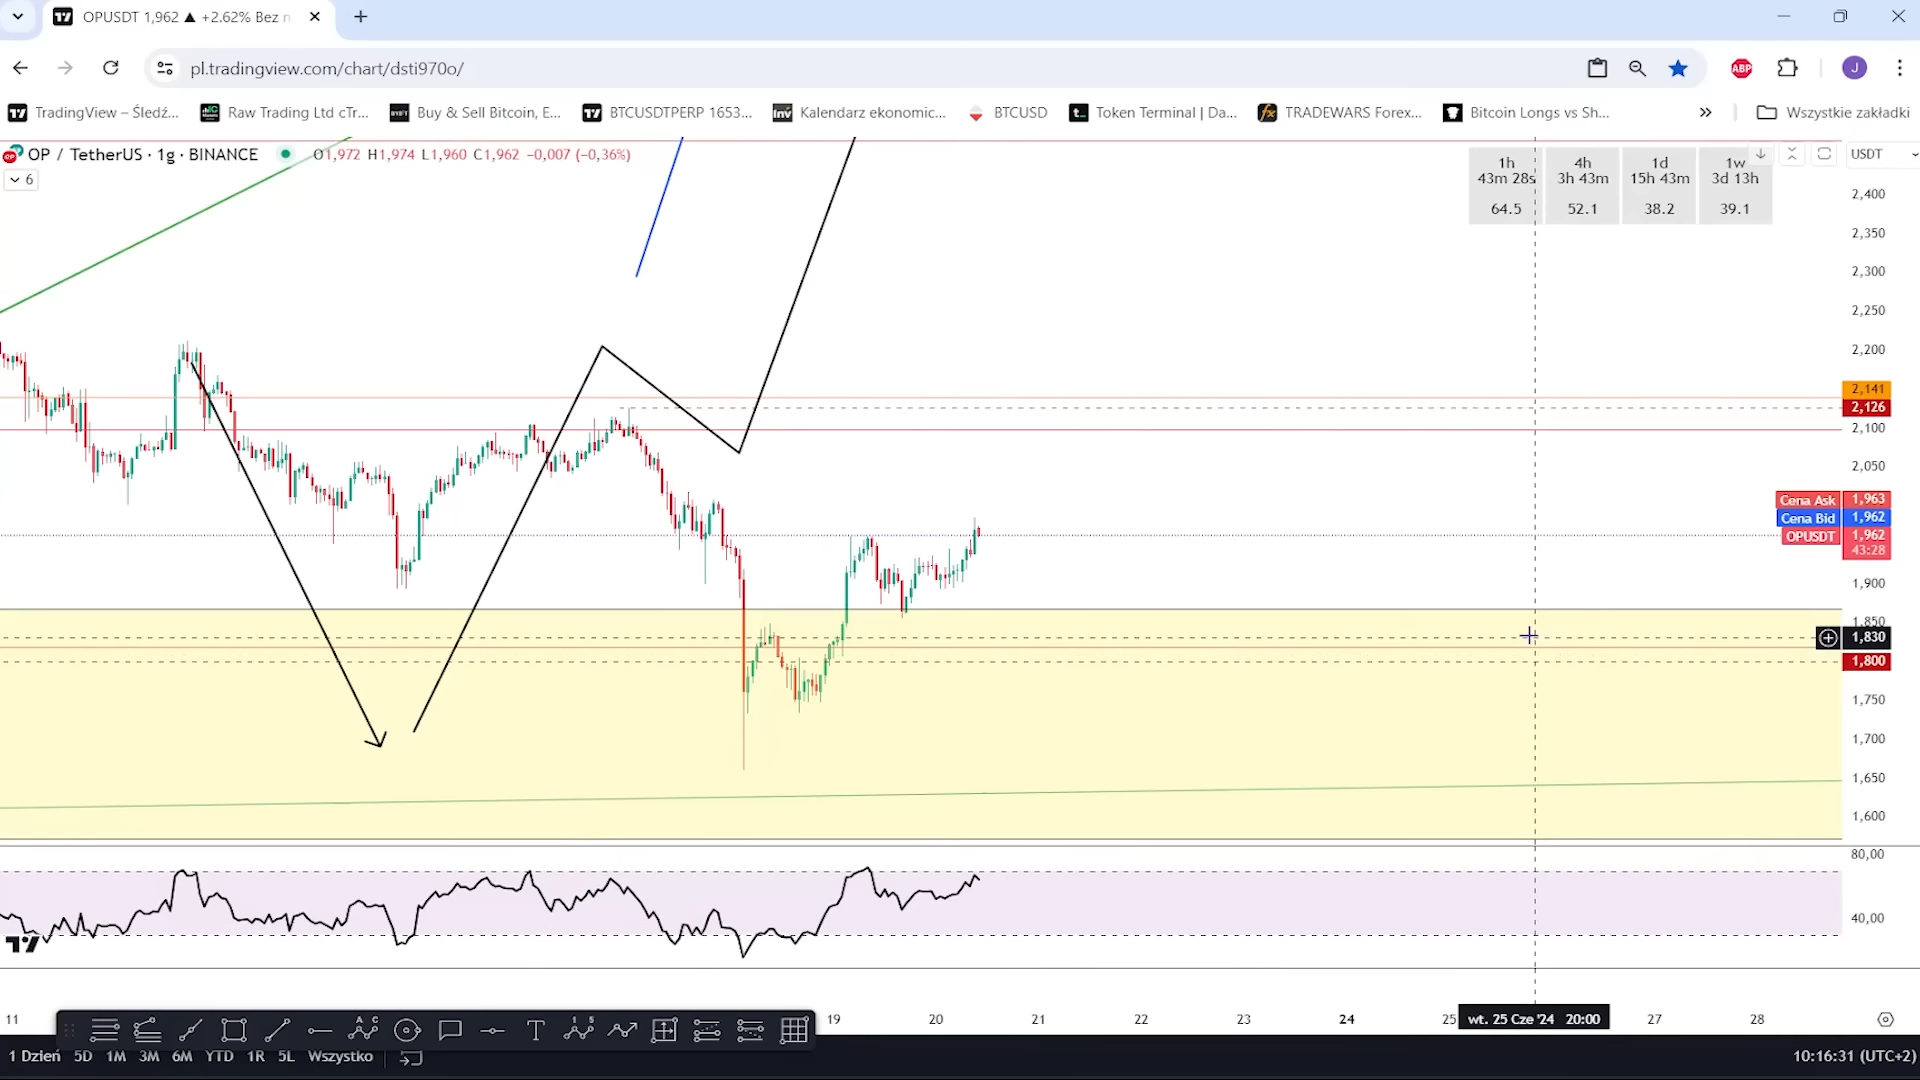 OPUSDT 1,962 ▲ +2.62% Bez n
pl.tradingview.com/chart/dsti970o/
ABP
J
TradingView – Śledź...
Raw Trading Ltd cTr...
Buy & Sell Bitcoin, E...
BTCUSDTPERP 1653...
Kalendarz ekonomic...
BTCUSD
Token Terminal | Da...
TRADEWARS Forex...
Bitcoin Longs vs Sh...
Wszystkie zakładki
OP / TetherUS · 1g · BINANCE
O1,972 H1,974 L1,960 C1,962 −0,007 (−0,36%)
6
1h 4h 1d 1w
43m 28s 3h 43m 15h 43m 3d 13h
64.5 52.1 38.2 39.1
USDT
2,400
2,350
2,300
2,250
2,200
2,141
2,126
2,100
2,050
Cena Ask 1,963
Cena Bid 1,962
OPUSDT 1,962
43:28
1,900
1,850
1,830
1,800
1,750
1,700
1,650
1,600
80,00
40,00
11 19 20 21 22 23 24 25 wt. 25 Cze '24 20:00 27 28
1 Dzień 5D 1M 3M 6M YTD 1R 5L Wszystko
10:16:31 (UTC+2)